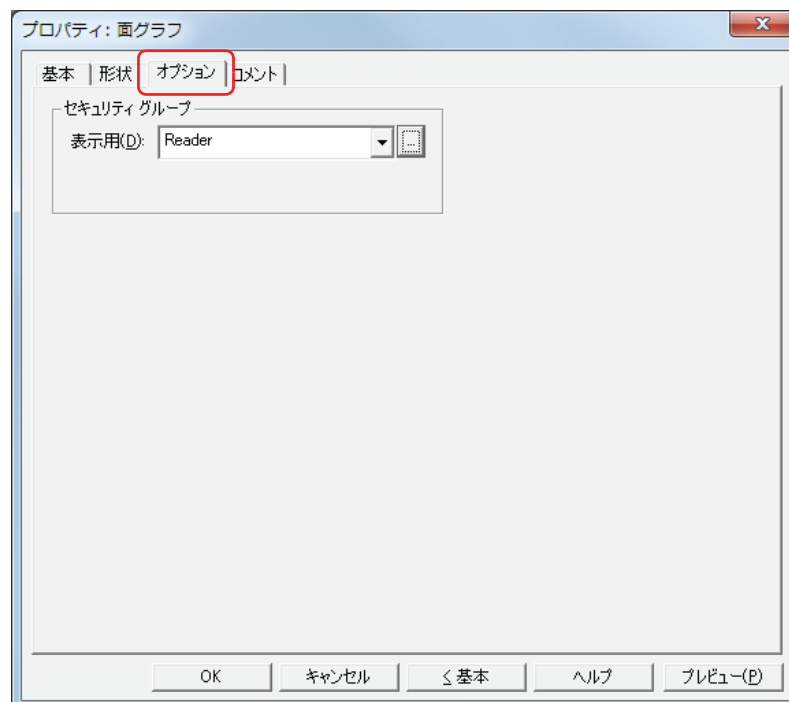 プロパティ: 面グラフ
基本 形状 オプション コメント
セキュリティ グループ
表示用(D): Reader ...
OK キャンセル ≤ 基本 ヘルプ プレビュー(P)